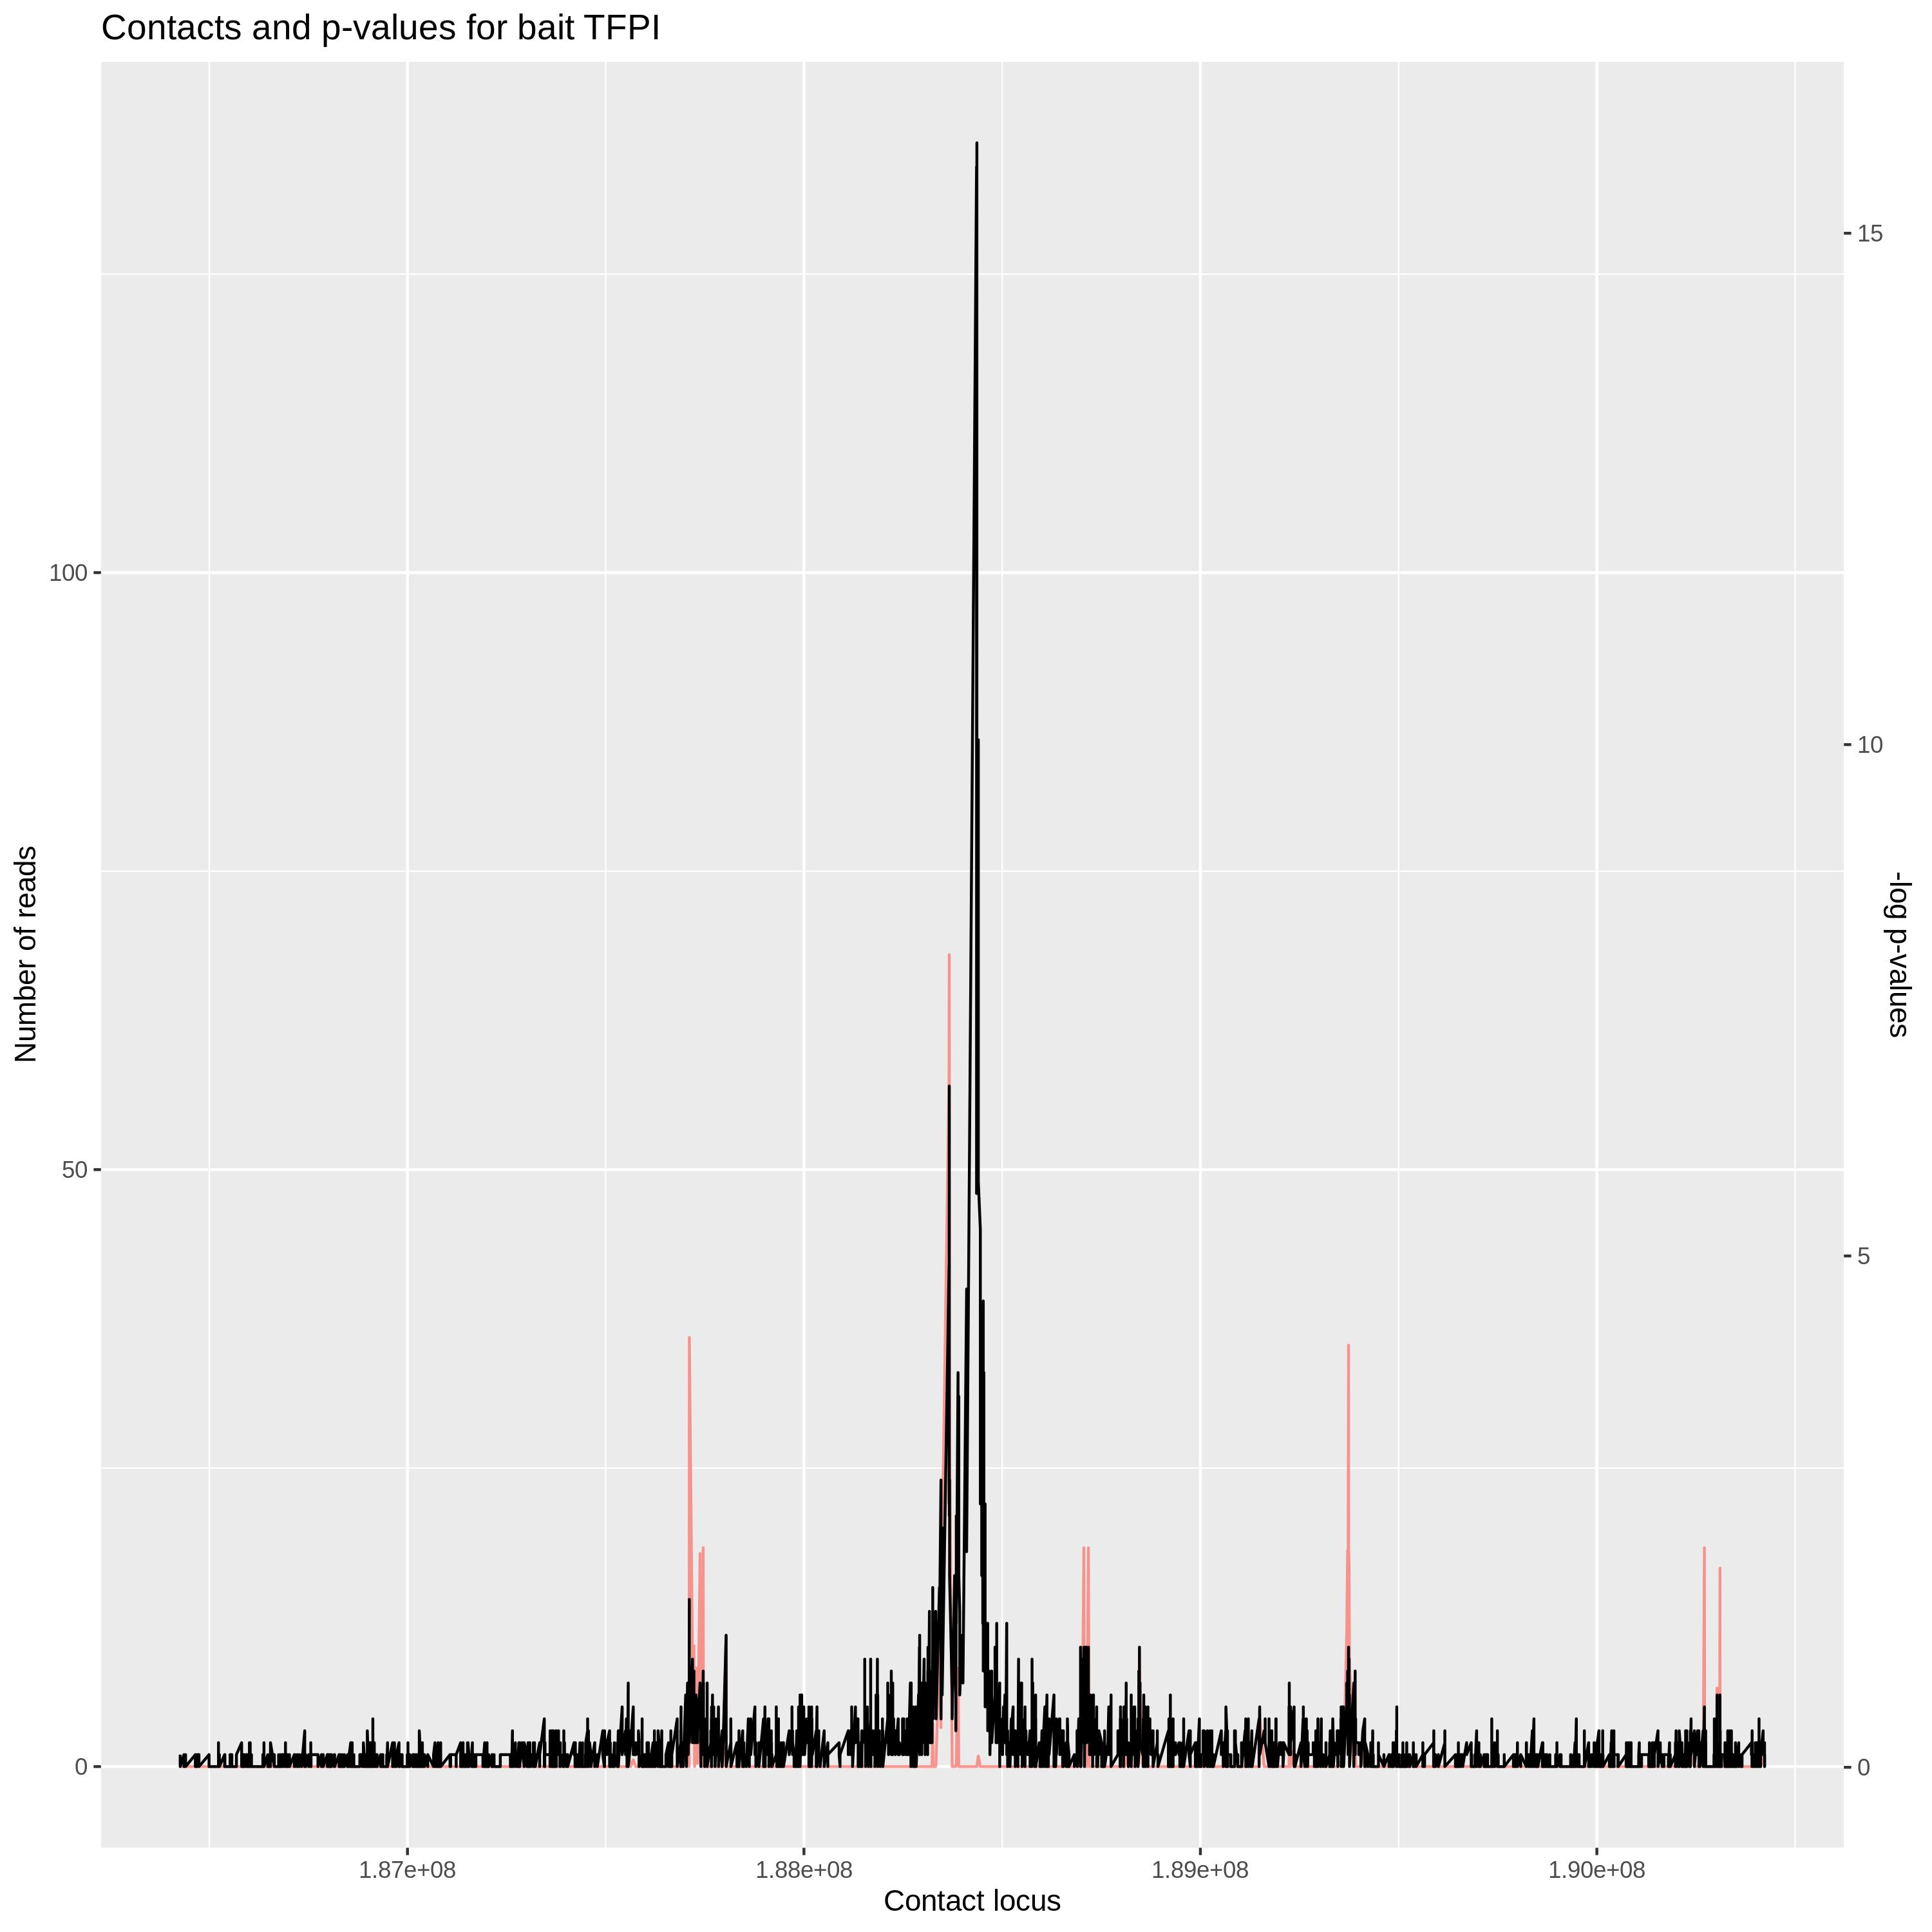 Contacts and p-values for bait TFPI
Number of reads
100
50
0
15
10
5
0
-log p-values
1.87e+08
1.88e+08
1.89e+08
1.90e+08
Contact locus